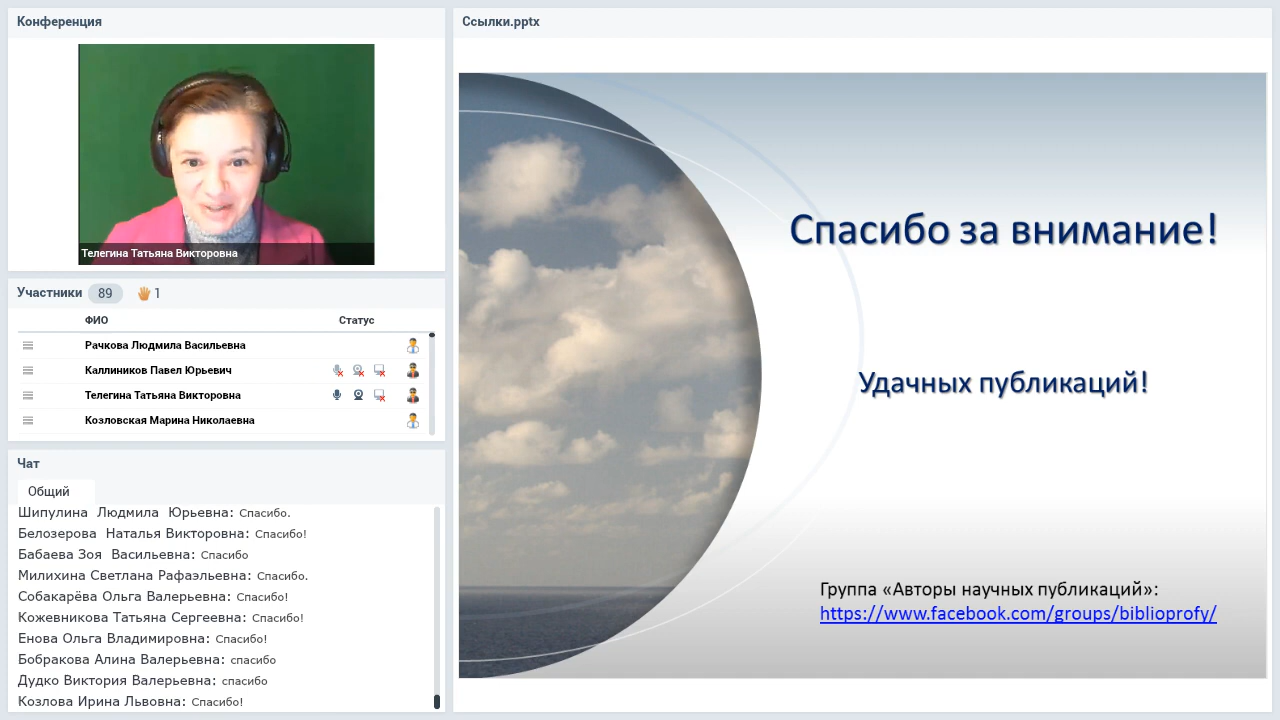 Конференция
Телегина Татьяна Викторовна
Участники 89 1
ФИО Статус
Рачкова Людмила Васильевна
Каллиников Павел Юрьевич
Телегина Татьяна Викторовна
Козловская Марина Николаевна
Чат
Общий
Шипулина Людмила Юрьевна: Спасибо.
Белозерова Наталья Викторовна: Спасибо!
Бабаева Зоя Васильевна: Спасибо
Милихина Светлана Рафаэльевна: Спасибо.
Собакарёва Ольга Валерьевна: Спасибо!
Кожевникова Татьяна Сергеевна: Спасибо!
Енова Ольга Владимировна: Спасибо!
Бобракова Алина Валерьевна: спасибо
Дудко Виктория Валерьевна: спасибо
Козлова Ирина Львовна: Спасибо!
Ссылки.pptx
Спасибо за внимание!
Удачных публикаций!
Группа «Авторы научных публикаций»:
https://www.facebook.com/groups/biblioprofy/